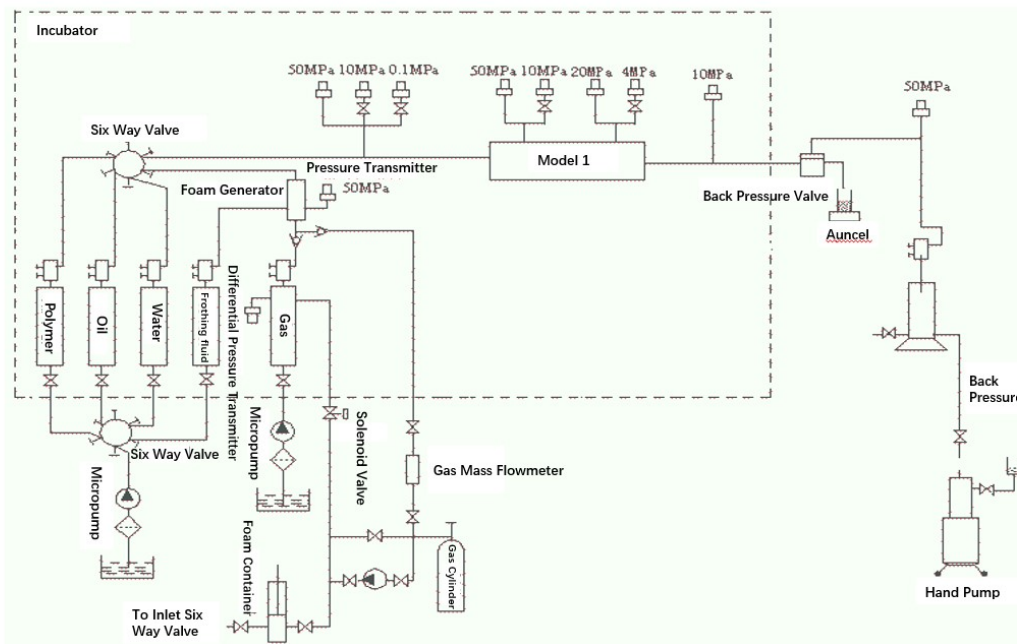 Incubator
50MPa 10MPa 0.1MPa
50MPa 10MPa
20MPa 4MPa
10MPa
50MPa
Six Way Valve
Pressure Transmitter
Model 1
Foam Generator
50MPa
Back Pressure Valve
Auncel
Polymer
Oil
Water
Frothing fluid
Differential Pressure Transmitter
Gas
Back
Pressure
Six Way Valve
Micropump
Micropump
Solenoid Valve
Gas Mass Flowmeter
Foam Container
Gas Cylinder
Hand Pump
To Inlet Six
Way Valve